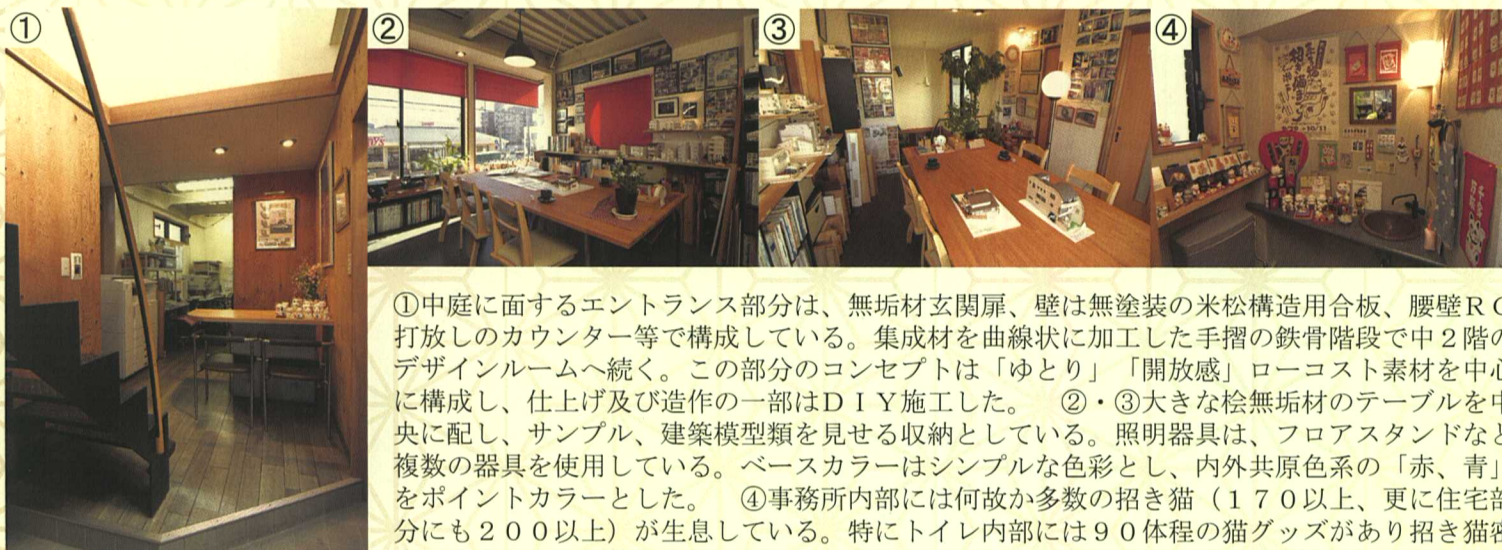 ①
②
③
④
①中庭に面するエントランス部分は、無垢材玄関扉、壁は無塗装の米松構造用合板、腰壁ＲＣ
打放しのカウンター等で構成している。集成材を曲線状に加工した手摺の鉄骨階段で中２階の
デザインルームへ続く。この部分のコンセプトは「ゆとり」「開放感」ローコスト素材を中心
に構成し、仕上げ及び造作の一部はＤＩＹ施工した。　②・③大きな桧無垢材のテーブルを中
央に配し、サンプル、建築模型類を見せる収納としている。照明器具は、フロアスタンドなど
複数の器具を使用している。ベースカラーはシンプルな色彩とし、内外共原色系の「赤、青」
をポイントカラーとした。　④事務所内部には何故か多数の招き猫（１７０以上、更に住宅部
分にも２００以上）が生息している。特にトイレ内部には９０体程の猫グッズがあり招き猫密